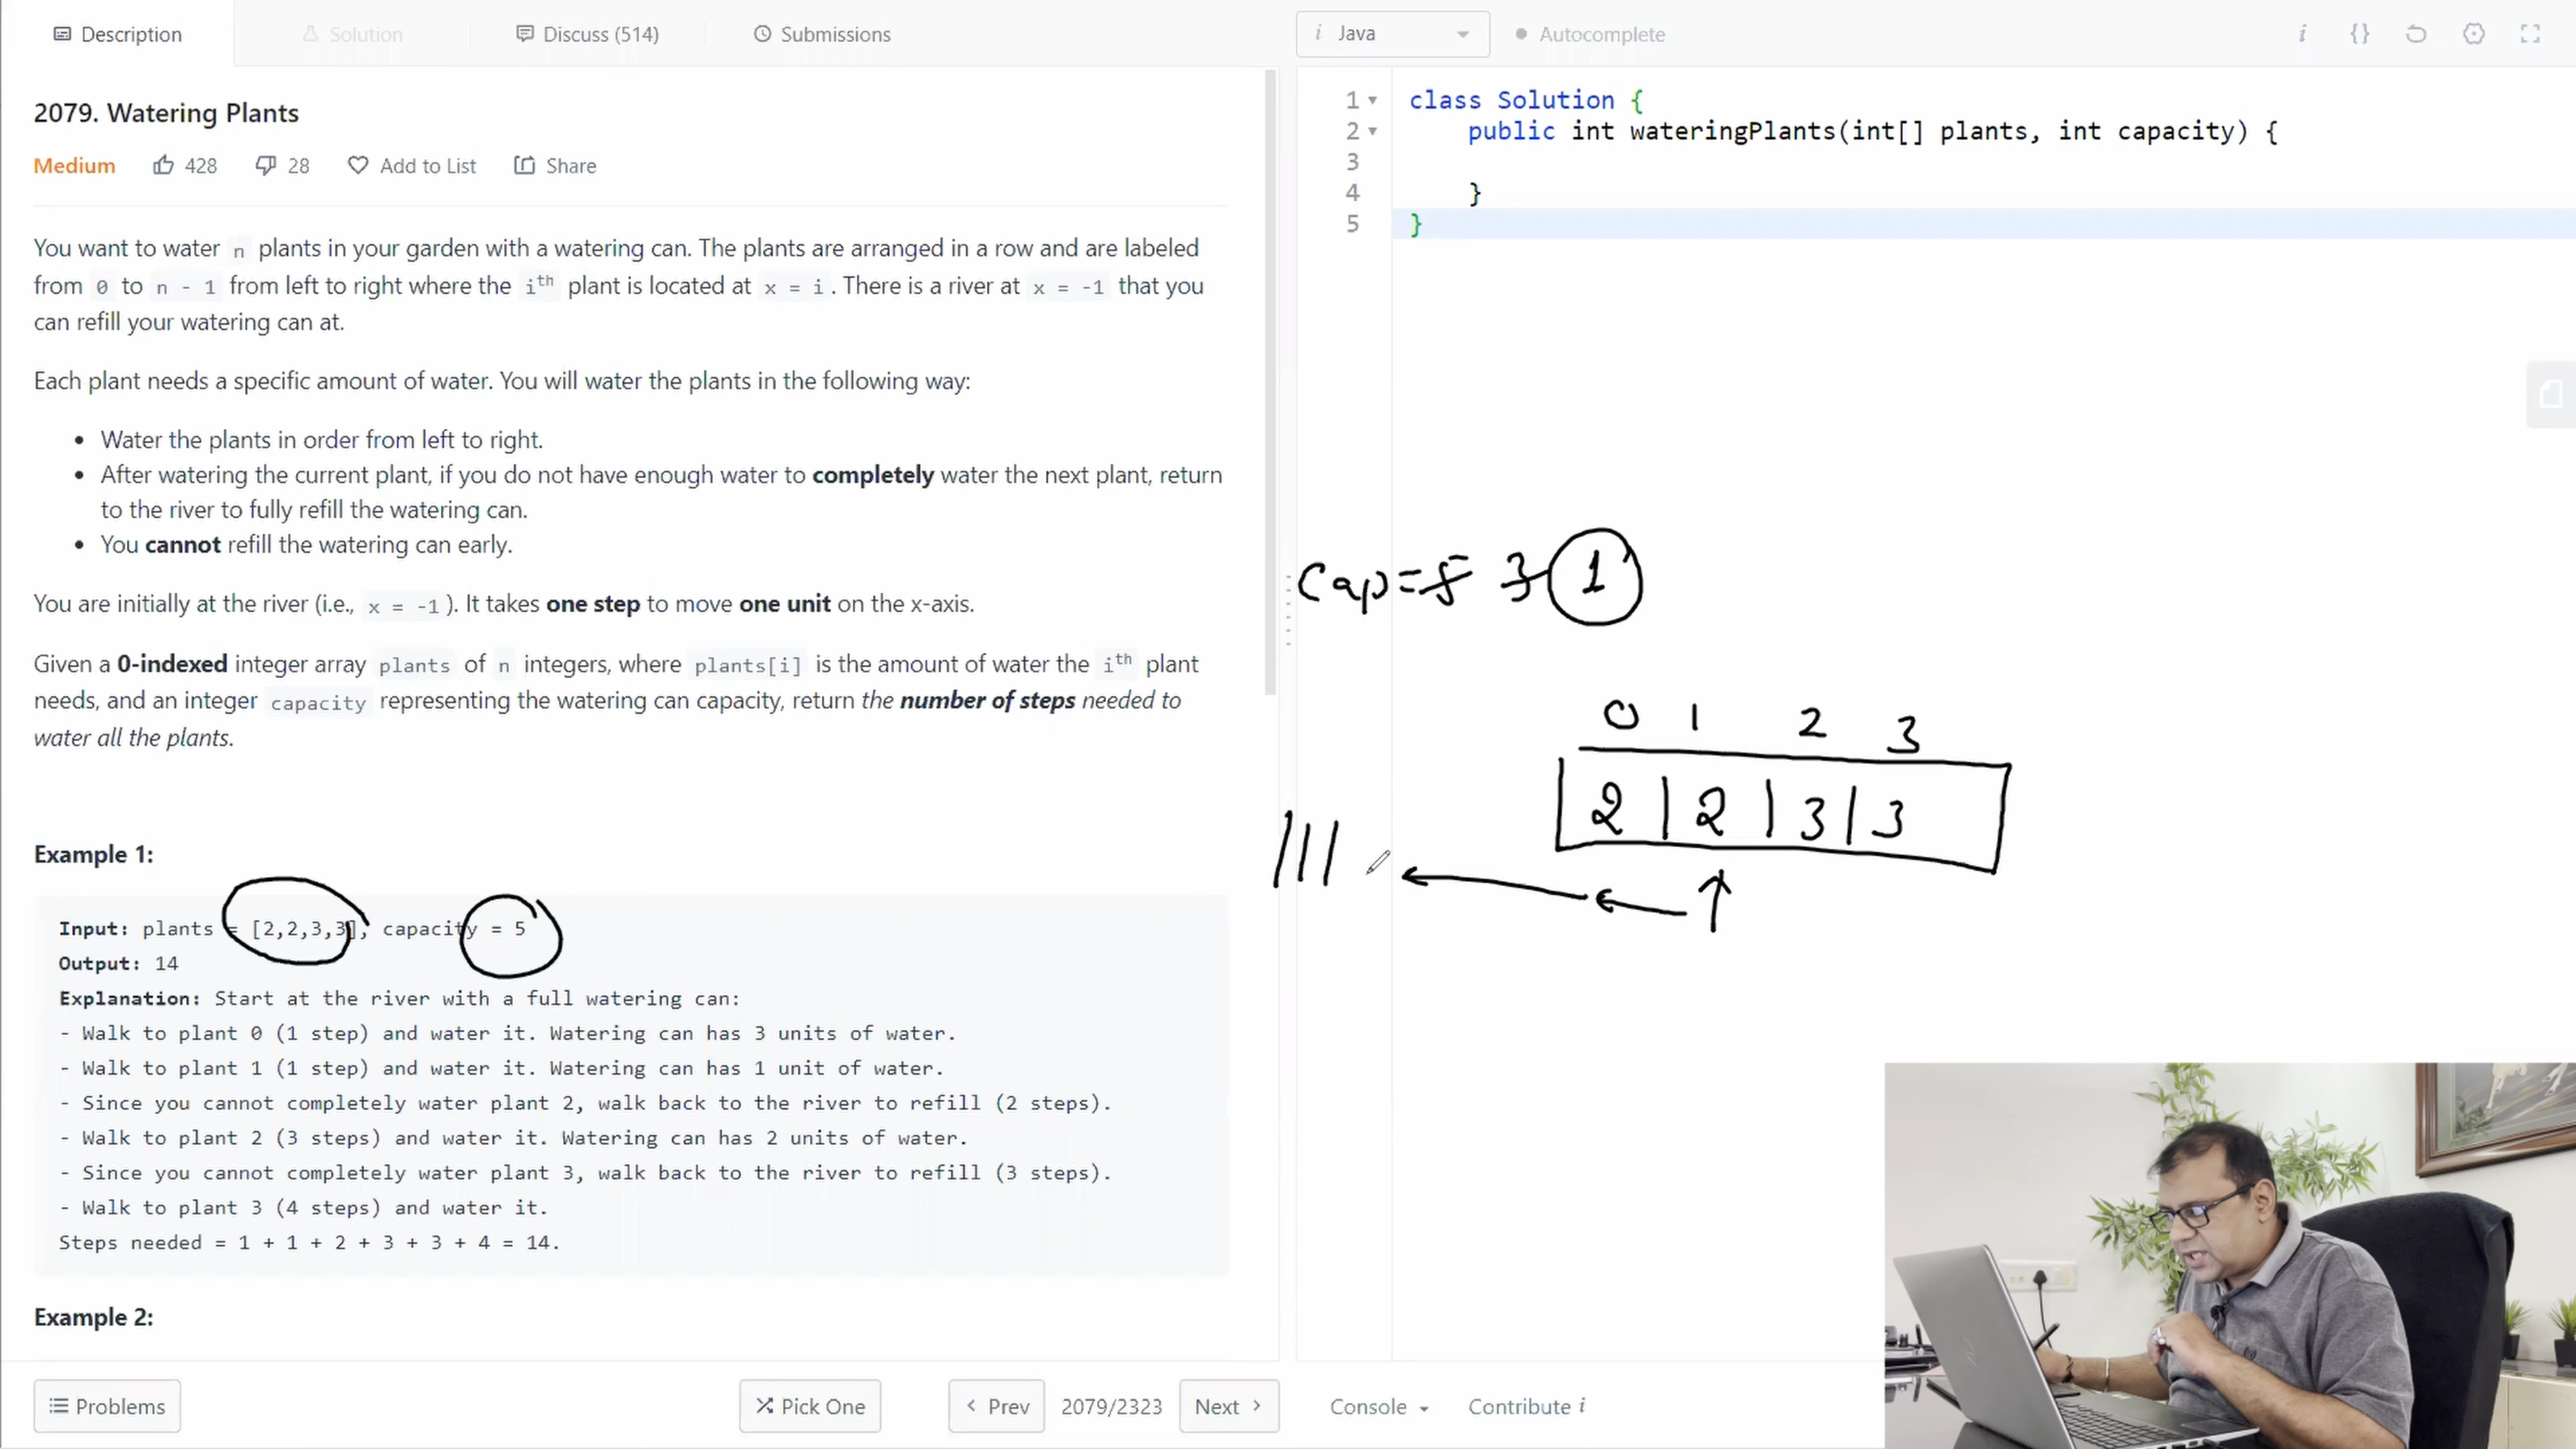 Description
Solution
Discuss (514)
Submissions
i Java
Autocomplete
i {}
2079. Watering Plants
Medium 428 28 Add to List Share
You want to water n plants in your garden with a watering can. The plants are arranged in a row and are labeled
from 0 to n - 1 from left to right where the ith plant is located at x = i. There is a river at x = -1 that you
can refill your watering can at.
Each plant needs a specific amount of water. You will water the plants in the following way:
• Water the plants in order from left to right.
• After watering the current plant, if you do not have enough water to completely water the next plant, return
to the river to fully refill the watering can.
• You cannot refill the watering can early.
You are initially at the river (i.e., x = -1). It takes one step to move one unit on the x-axis.
Given a 0-indexed integer array plants of n integers, where plants[i] is the amount of water the ith plant
needs, and an integer capacity representing the watering can capacity, return the number of steps needed to
water all the plants.
Example 1:
Input: plants = [2,2,3,3], capacity = 5
Output: 14
Explanation: Start at the river with a full watering can:
- Walk to plant 0 (1 step) and water it. Watering can has 3 units of water.
- Walk to plant 1 (1 step) and water it. Watering can has 1 unit of water.
- Since you cannot completely water plant 2, walk back to the river to refill (2 steps).
- Walk to plant 2 (3 steps) and water it. Watering can has 2 units of water.
- Since you cannot completely water plant 3, walk back to the river to refill (3 steps).
- Walk to plant 3 (4 steps) and water it.
Steps needed = 1 + 1 + 2 + 3 + 3 + 4 = 14.
Example 2:
Problems
Pick One
Prev
2079/2323
Next
1 class Solution {
2 public int wateringPlants(int[] plants, int capacity) {
3
4 }
5 }
Cap = 5 3 1
0 1 2 3
2 | 2 | 3 | 3
Console
Contribute i